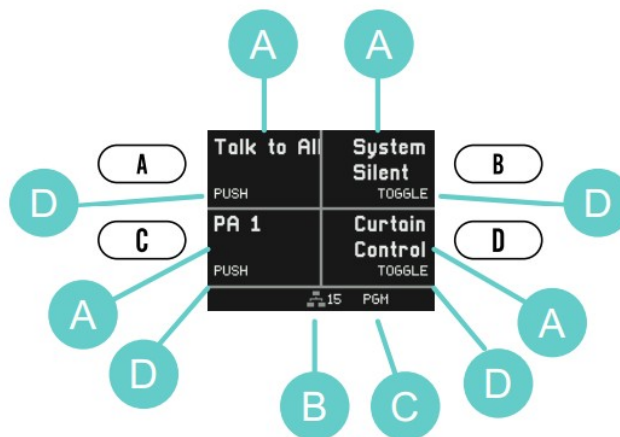 A A
Talk to All System
A Silent B
D PUSH TOGGLE D
C PA 1 Curtain D
Control
PUSH TOGGLE
A 15 PGM A
D D
B C